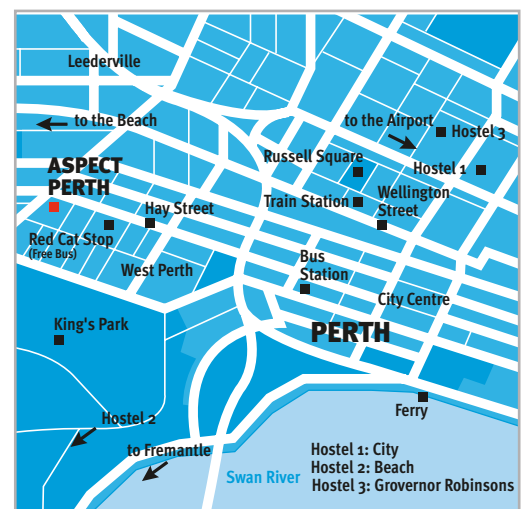 Leederville
to the Beach
to the Airport
Hostel 3
Russell Square
Hostel 1
ASPECT
PERTH
Wellington
Street
Train Station
Hay Street
Red Cat Stop
(Free Bus)
West Perth
Bus
Station
City Centre
King's Park
PERTH
Ferry
Hostel 2
to Fremantle
Swan River
Hostel 1: City
Hostel 2: Beach
Hostel 3: Grovernor Robinsons